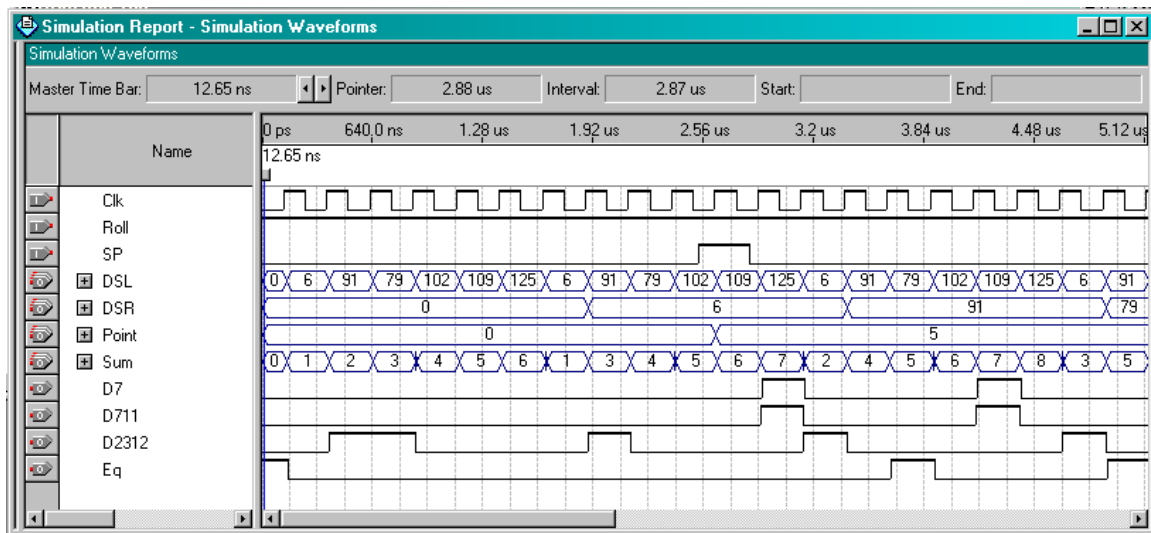 Simulation Report - Simulation Waveforms
Simulation Waveforms
Master Time Bar: 12.65 ns Pointer: 2.88 us Interval: 2.87 us Start: End:
Name 0 ps 640.0 ns 1.28 us 1.92 us 2.56 us 3.2 us 3.84 us 4.48 us 5.12 us
12.65 ns
Clk
Roll
SP
DSL 0 6 91 79 102 109 125 6 91 79 102 109 125 6 91 79 102 109 125 6 91
DSR 0 6 91 79
Point 0 5
Sum 0 1 2 3 4 5 6 1 3 4 5 6 7 2 4 5 6 7 8 3 5
D7
D711
D2312
Eq